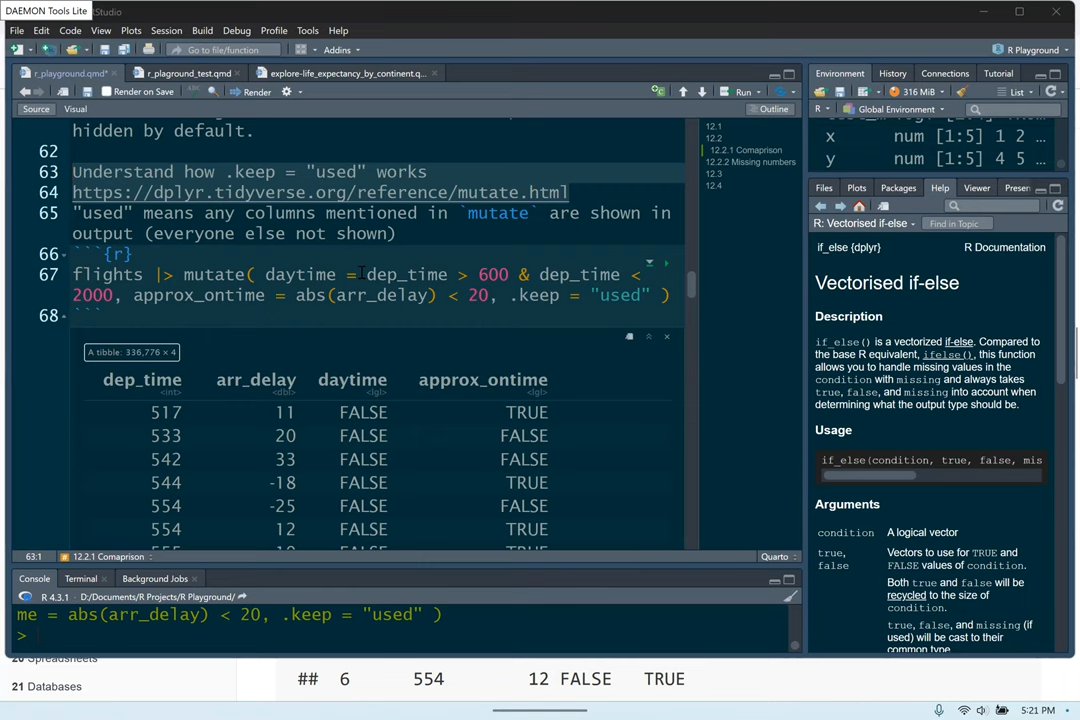 DAEMON Tools Lite
RStudio
File Edit Code View Plots Session Build Debug Profile Tools Help
Go to file/function Addins R Playground
r_playground.qmd* r_plaground_test.qmd explore-life_expectancy_by_continent.q...
Render on Save Render Run
Source Visual Outline
hidden by default.
62
63 Understand how .keep = "used" works
64 https://dplyr.tidyverse.org/reference/mutate.html
65 "used" means any columns mentioned in `mutate` are shown in
output (everyone else not shown)
66 ```{r}
67 flights |> mutate( daytime = dep_time > 600 & dep_time <
2000, approx_ontime = abs(arr_delay) < 20, .keep = "used" )
68 ```
A tibble: 336,776 × 4
dep_time arr_delay daytime approx_ontime
<int> <dbl> <lgl> <lgl>
517 11 FALSE TRUE
533 20 FALSE FALSE
542 33 FALSE FALSE
544 -18 FALSE TRUE
554 -25 FALSE FALSE
554 12 FALSE TRUE
12.1
12.2
12.2.1 Comaprison
12.2.2 Missing numbers
12.3
12.4
63:1 12.2.1 Comaprison Quarto
Console Terminal Background Jobs
R 4.3.1 · D:/Documents/R Projects/R Playground/
me = abs(arr_delay) < 20, .keep = "used" )
>
Environment History Connections Tutorial
316 MiB List
R Global Environment
x num [1:5] 1 2 ...
y num [1:5] 4 5 ...
Files Plots Packages Help Viewer Presen
R: Vectorised if-else Find in Topic
if_else {dplyr} R Documentation
Vectorised if-else
Description
if_else() is a vectorized if-else. Compared to
the base R equivalent, ifelse(), this function
allows you to handle missing values in the
condition with missing and always takes
true, false, and missing into account when
determining what the output type should be.
Usage
if_else(condition, true, false, mis
Arguments
condition A logical vector
true, false Vectors to use for TRUE and
FALSE values of condition.
Both true and false will be
recycled to the size of
condition.
true, false, and missing (if
used) will be cast to their
common type.
20 Spreadsheets
21 Databases
## 6 554 12 FALSE TRUE
5:21 PM